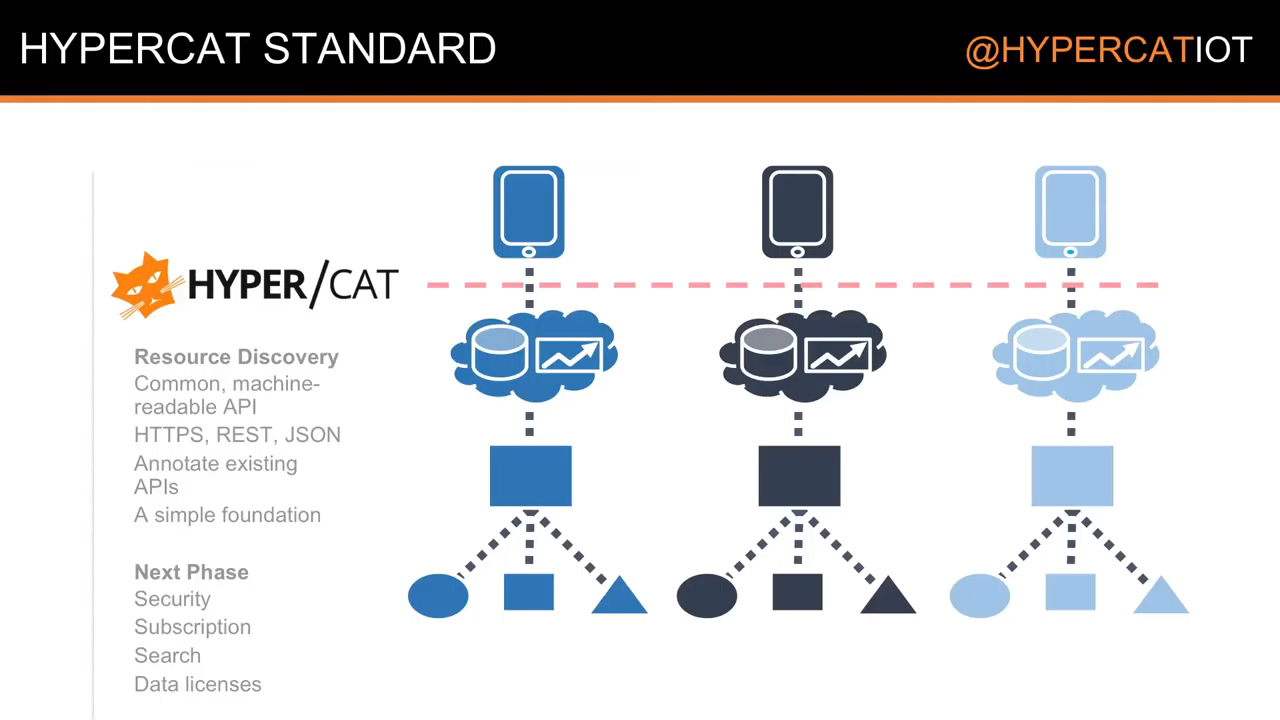 HYPERCAT STANDARD
@HYPERCATIOT
HYPER/CAT
Resource Discovery
Common, machine-
readable API
HTTPS, REST, JSON
Annotate existing
APIs
A simple foundation
Next Phase
Security
Subscription
Search
Data licenses